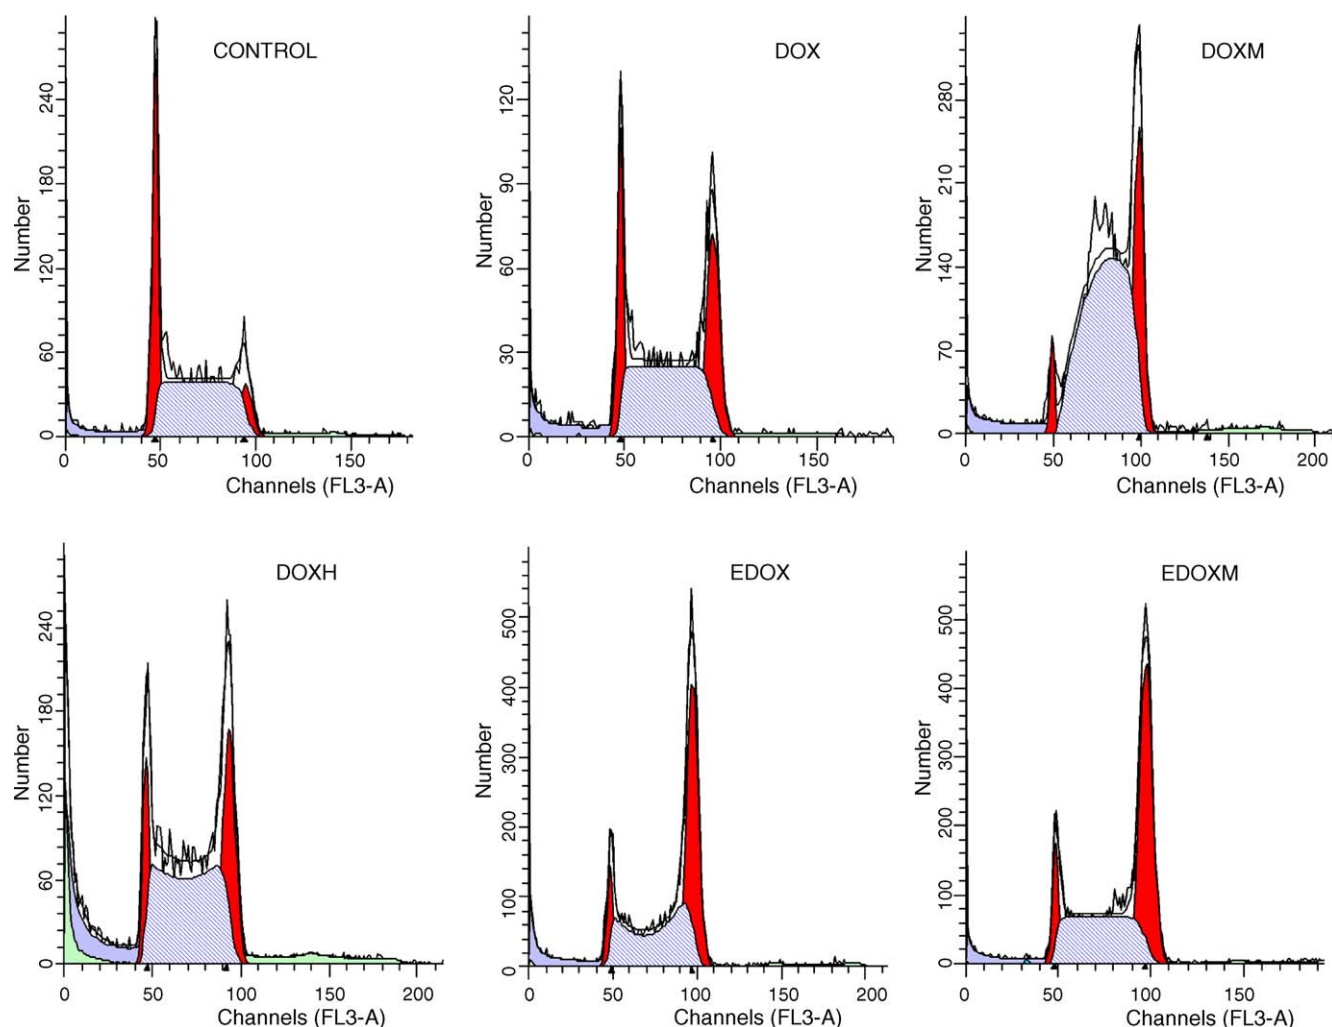 CONTROL
Number
240
180
120
60
0
0 50 100 150
Channels (FL3-A)
DOX
Number
120
90
60
30
0
0 50 100 150
Channels (FL3-A)
DOXM
Number
280
210
140
70
0
0 50 100 150 200
Channels (FL3-A)
DOXH
Number
240
180
120
60
0
0 50 100 150 200
Channels (FL3-A)
EDOX
Number
500
400
300
200
100
0
0 50 100 150 200
Channels (FL3-A)
EDOXM
Number
500
400
300
200
100
0
0 50 100 150
Channels (FL3-A)